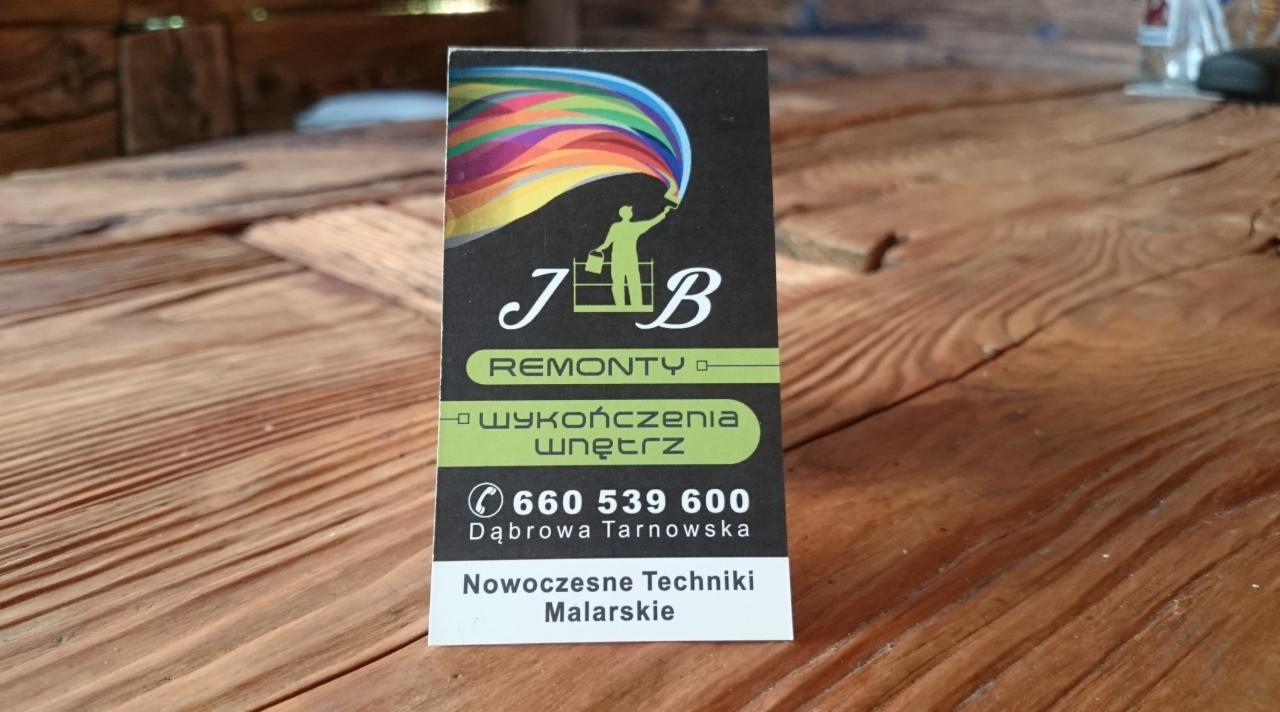 J B
REMONTY
WYKOŃCZENIA
WNĘTRZ
660 539 600
Dąbrowa Tarnowska
Nowoczesne Techniki
Malarskie